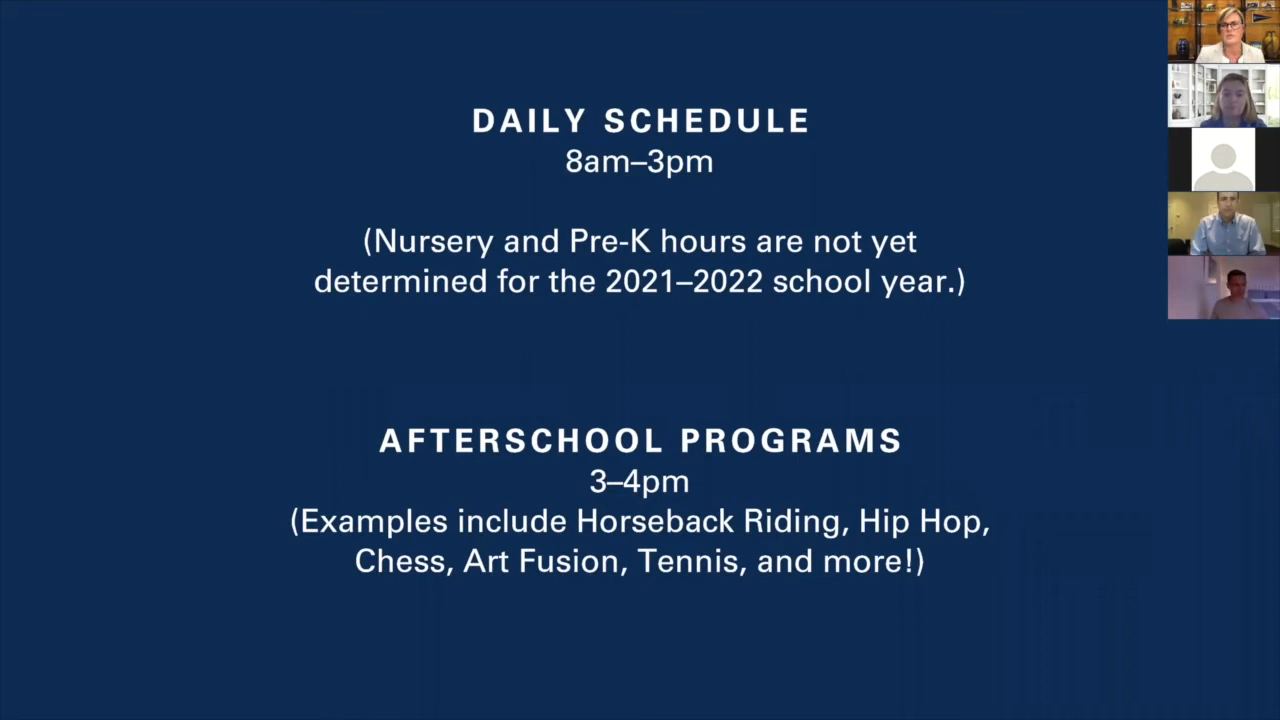 DAILY SCHEDULE
8am–3pm
(Nursery and Pre-K hours are not yet
determined for the 2021–2022 school year.)
AFTERSCHOOL PROGRAMS
3–4pm
(Examples include Horseback Riding, Hip Hop,
Chess, Art Fusion, Tennis, and more!)